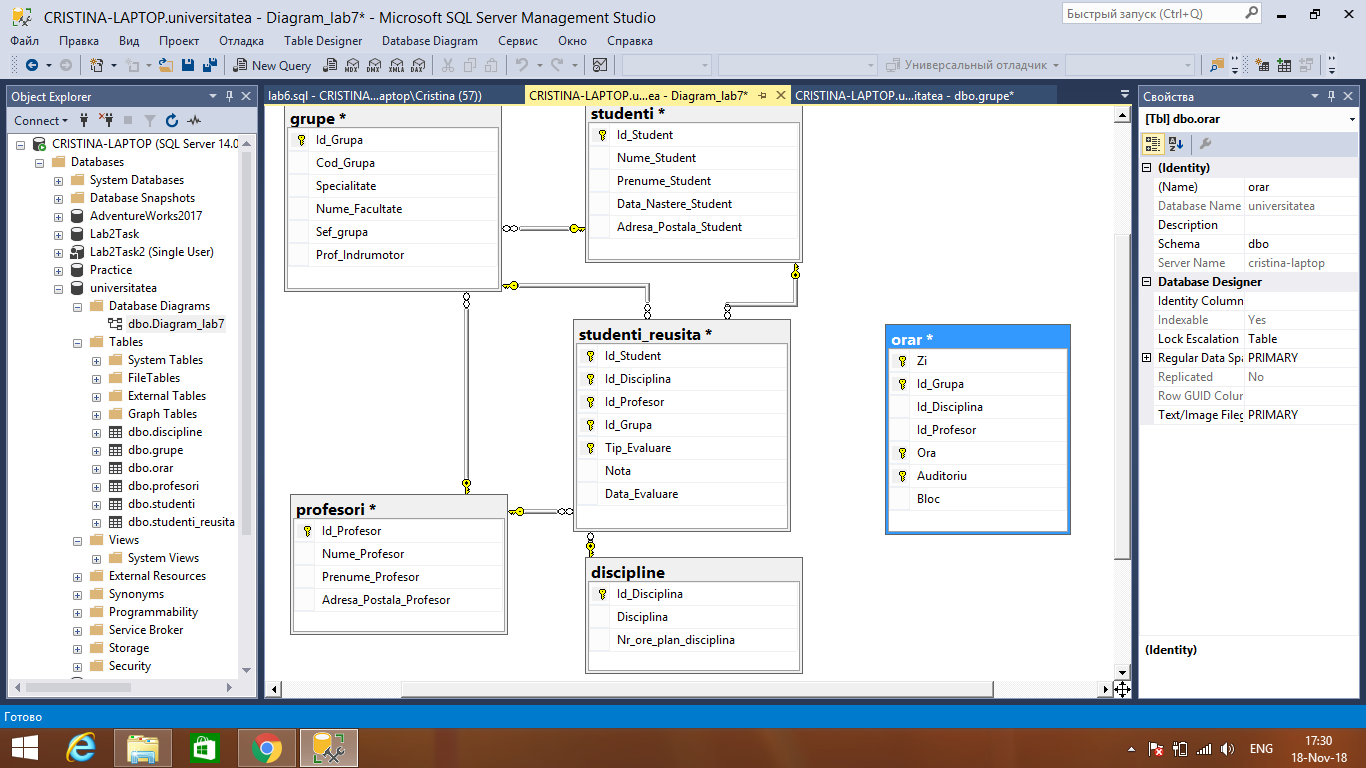 CRISTINA-LAPTOP.universitatea - Diagram_lab7* - Microsoft SQL Server Management Studio
Быстрый запуск (Ctrl+Q)
Файл Правка Вид Проект Отладка Table Designer Database Diagram Сервис Окно Справка
New Query
MDX DMX XMLA DAX
Универсальный отладчик
Object Explorer
Connect
CRISTINA-LAPTOP (SQL Server 14.0
Databases
System Databases
Database Snapshots
AdventureWorks2017
Lab2Task
Lab2Task2 (Single User)
Practice
universitatea
Database Diagrams
dbo.Diagram_lab7
Tables
System Tables
FileTables
External Tables
Graph Tables
dbo.discipline
dbo.grupe
dbo.orar
dbo.profesori
dbo.studenti
dbo.studenti_reusita
Views
System Views
External Resources
Synonyms
Programmability
Service Broker
Storage
Security
lab6.sql - CRISTINA...aptop\Cristina (57))
CRISTINA-LAPTOP.u...ea - Diagram_lab7*
CRISTINA-LAPTOP.u...itatea - dbo.grupe*
grupe *
Id_Grupa
Cod_Grupa
Specialitate
Nume_Facultate
Sef_grupa
Prof_Indrumotor
studenti *
Id_Student
Nume_Student
Prenume_Student
Data_Nastere_Student
Adresa_Postala_Student
studenti_reusita *
Id_Student
Id_Disciplina
Id_Profesor
Id_Grupa
Tip_Evaluare
Nota
Data_Evaluare
orar *
Zi
Id_Grupa
Id_Disciplina
Id_Profesor
Ora
Auditoriu
Bloc
profesori *
Id_Profesor
Nume_Profesor
Prenume_Profesor
Adresa_Postala_Profesor
discipline
Id_Disciplina
Disciplina
Nr_ore_plan_disciplina
Свойства
[Tbl] dbo.orar
(Identity)
(Name) orar
Database Name universitatea
Description
Schema dbo
Server Name cristina-laptop
Database Designer
Identity Column
Indexable Yes
Lock Escalation Table
Regular Data Spa PRIMARY
Replicated No
Row GUID Colur
Text/Image Fileg PRIMARY
(Identity)
Готово
ENG
17:30
18-Nov-18